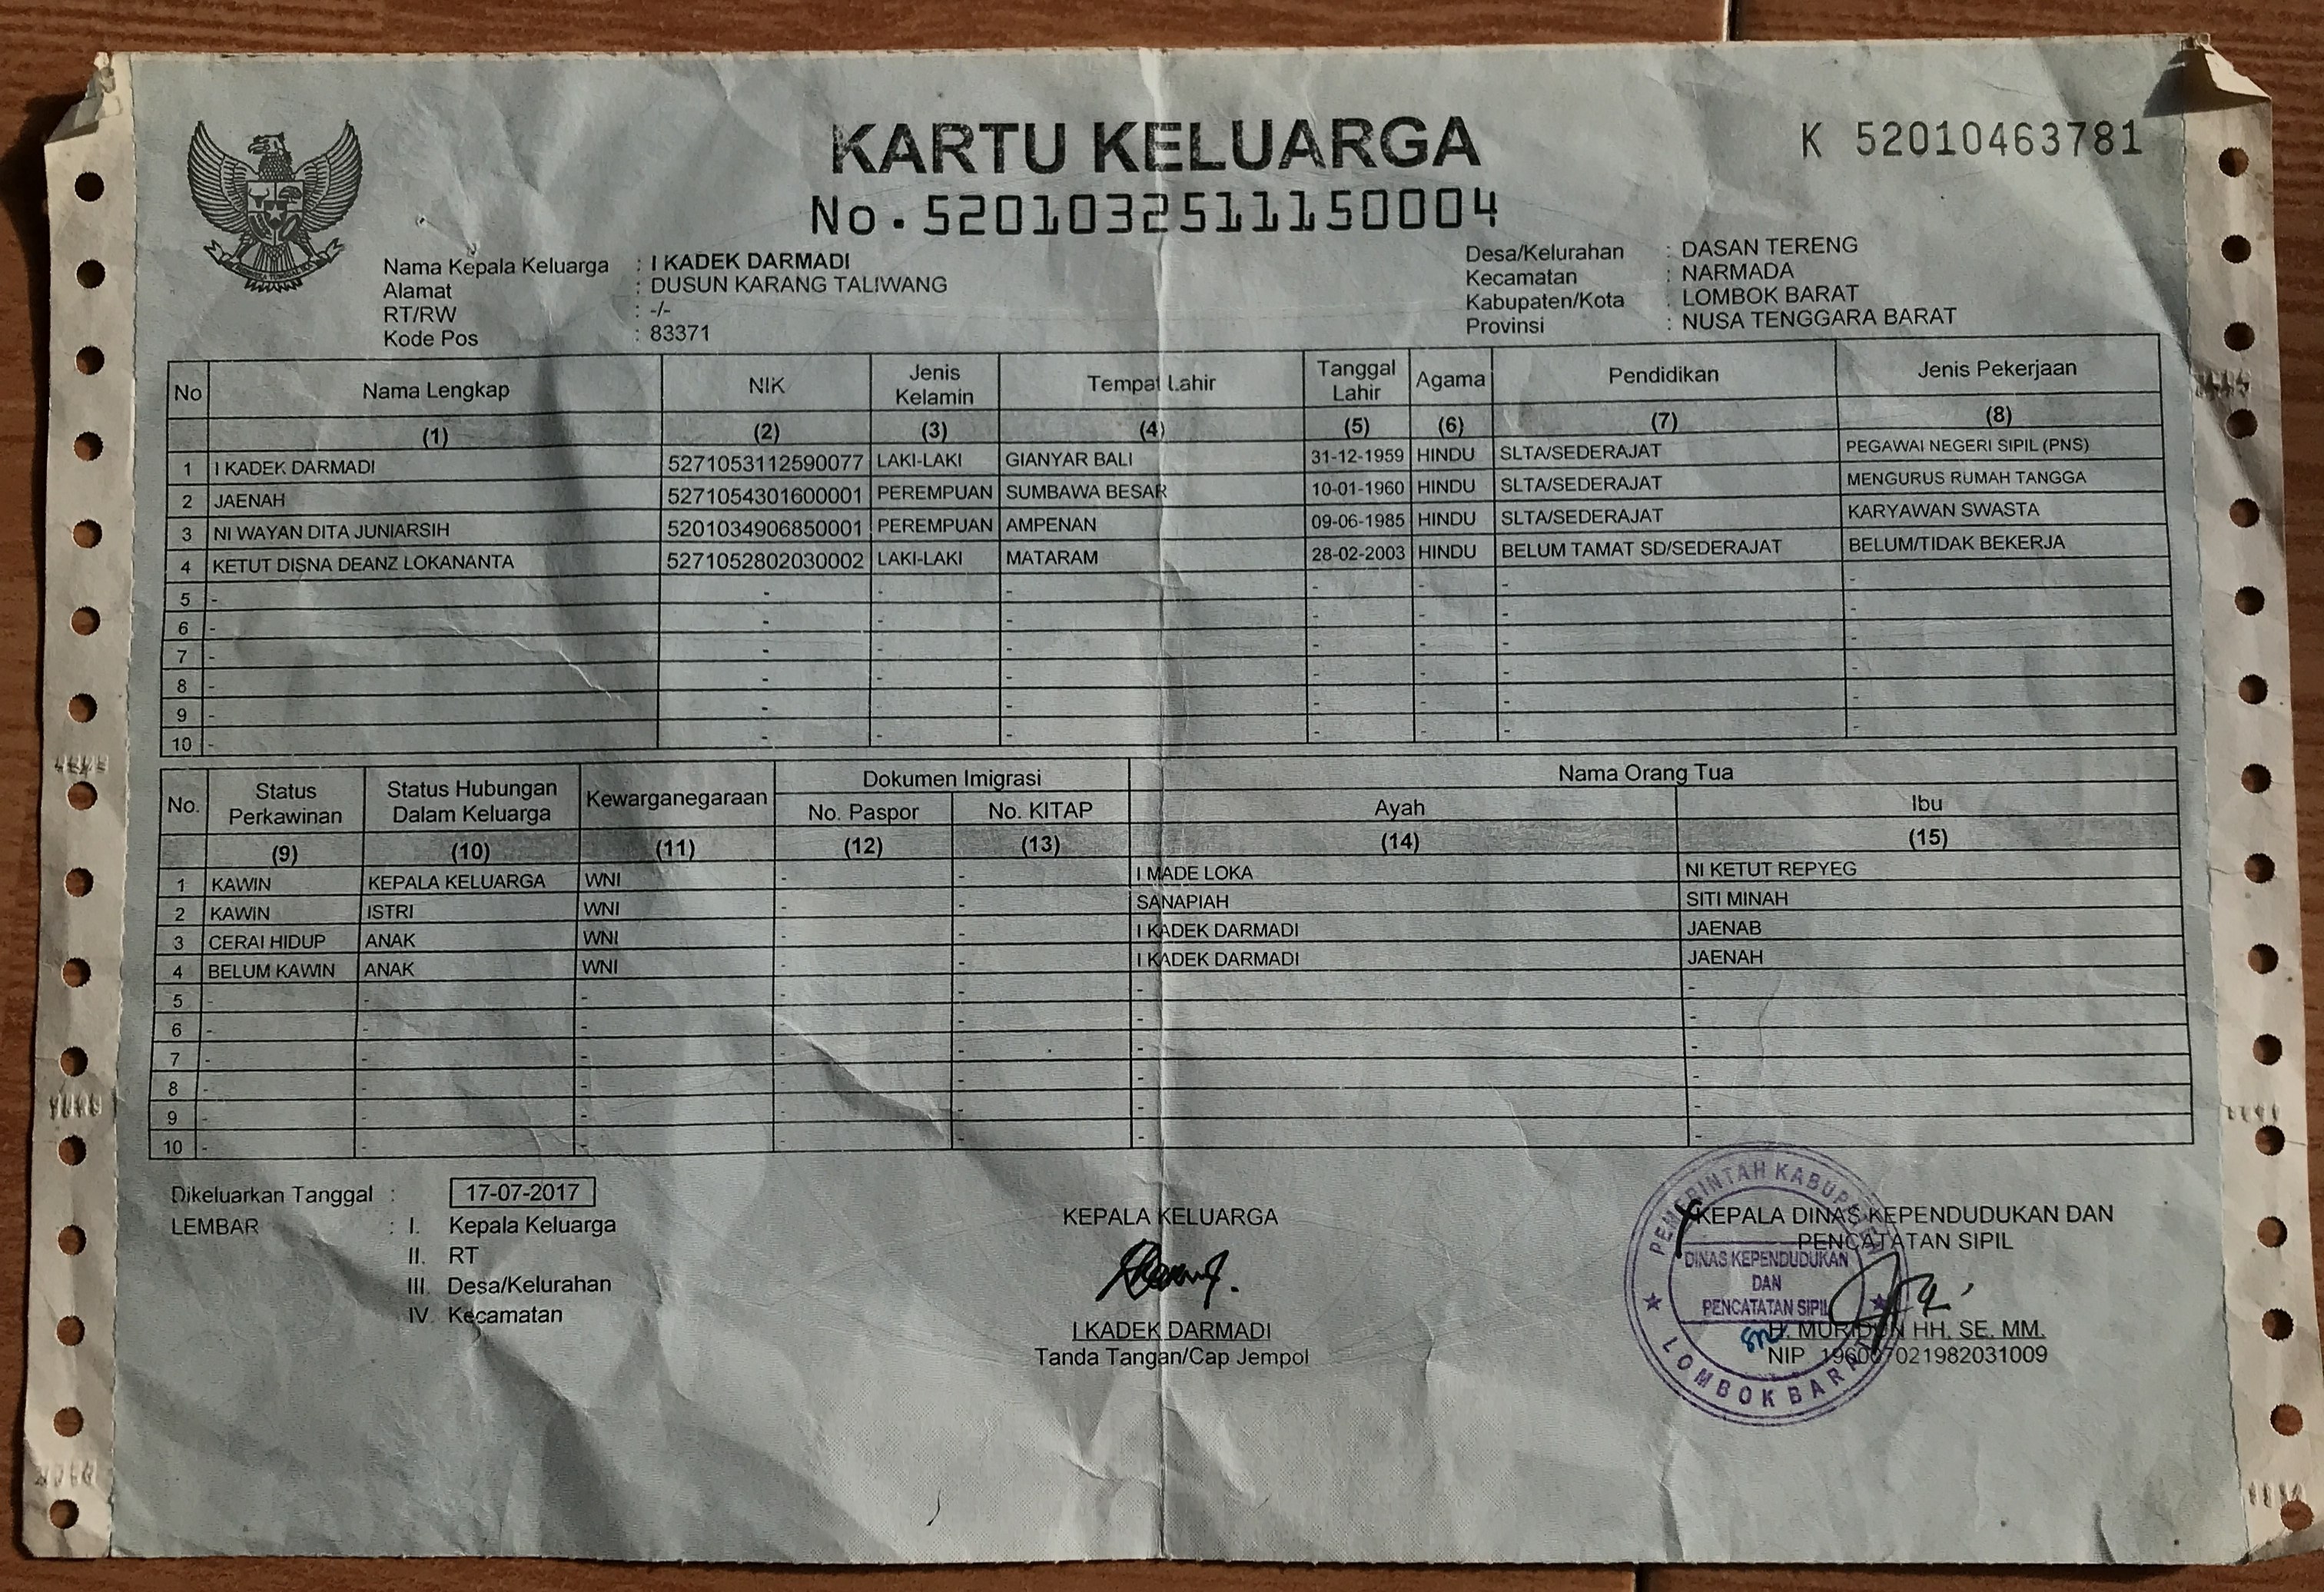 KARTU KELUARGA
K 52010463781
No.5201032511150004
Nama Kepala Keluarga : I KADEK DARMADI
Alamat : DUSUN KARANG TALIWANG
RT/RW : -/-
Kode Pos : 83371
Desa/Kelurahan : DASAN TERENG
Kecamatan : NARMADA
Kabupaten/Kota : LOMBOK BARAT
Provinsi : NUSA TENGGARA BARAT
No Nama Lengkap NIK Jenis Kelamin Tempat Lahir Tanggal Lahir Agama Pendidikan Jenis Pekerjaan
(1) (2) (3) (4) (5) (6) (7) (8)
1 I KADEK DARMADI 5271053112590077 LAKI-LAKI GIANYAR BALI 31-12-1959 HINDU SLTA/SEDERAJAT PEGAWAI NEGERI SIPIL (PNS)
2 JAENAH 5271054301600001 PEREMPUAN SUMBAWA BESAR 10-01-1960 HINDU SLTA/SEDERAJAT MENGURUS RUMAH TANGGA
3 NI WAYAN DITA JUNIARSIH 5201034906850001 PEREMPUAN AMPENAN 09-06-1985 HINDU SLTA/SEDERAJAT KARYAWAN SWASTA
4 KETUT DISNA DEANZ LOKANANTA 5271052802030002 LAKI-LAKI MATARAM 28-02-2003 HINDU BELUM TAMAT SD/SEDERAJAT BELUM/TIDAK BEKERJA
5 - - - - - - - -
6 - - - - - - - -
7 - - - - - - - -
8 - - - - - - - -
9 - - - - - - - -
10 - - - - - - - -
No. Status Perkawinan Status Hubungan Dalam Keluarga Kewarganegaraan Dokumen Imigrasi Nama Orang Tua
No. Paspor No. KITAP Ayah Ibu
(9) (10) (11) (12) (13) (14) (15)
1 KAWIN KEPALA KELUARGA WNI - - I MADE LOKA NI KETUT REPYEG
2 KAWIN ISTRI WNI - - SANAPIAH SITI MINAH
3 CERAI HIDUP ANAK WNI - - I KADEK DARMADI JAENAB
4 BELUM KAWIN ANAK WNI - - I KADEK DARMADI JAENAH
5 - - - - - - -
6 - - - - - - -
7 - - - - - - -
8 - - - - - - -
9 - - - - - - -
10 - - - - - - -
Dikeluarkan Tanggal : 17-07-2017
LEMBAR : I. Kepala Keluarga
II. RT
III. Desa/Kelurahan
IV. Kecamatan
KEPALA KELUARGA
I KADEK DARMADI
Tanda Tangan/Cap Jempol
KEPALA DINAS KEPENDUDUKAN DAN
PENCATATAN SIPIL
PEMERINTAH KABUPATEN
DINAS KEPENDUDUKAN
DAN
PENCATATAN SIPIL
LOMBOK BARAT
H. MURIDUN HH. SE. MM.
NIP 196007021982031009